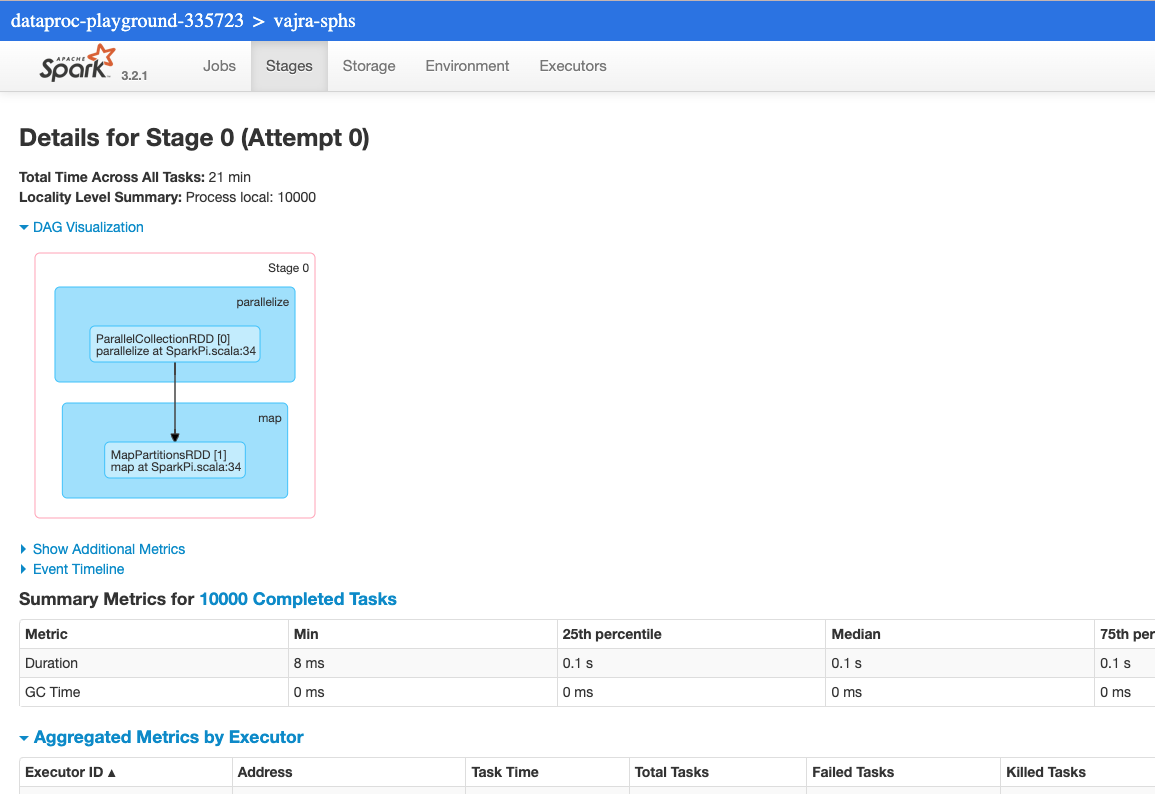 dataproc-playground-335723 > vajra-sphs
APACHE Spark 3.2.1 Jobs Stages Storage Environment Executors
Details for Stage 0 (Attempt 0)
Total Time Across All Tasks: 21 min
Locality Level Summary: Process local: 10000
DAG Visualization
Stage 0
parallelize
ParallelCollectionRDD [0]
parallelize at SparkPi.scala:34
map
MapPartitionsRDD [1]
map at SparkPi.scala:34
Show Additional Metrics
Event Timeline
Summary Metrics for 10000 Completed Tasks
Metric Min 25th percentile Median 75th per
Duration 8 ms 0.1 s 0.1 s 0.1 s
GC Time 0 ms 0 ms 0 ms 0 ms
Aggregated Metrics by Executor
Executor ID ▲ Address Task Time Total Tasks Failed Tasks Killed Tasks